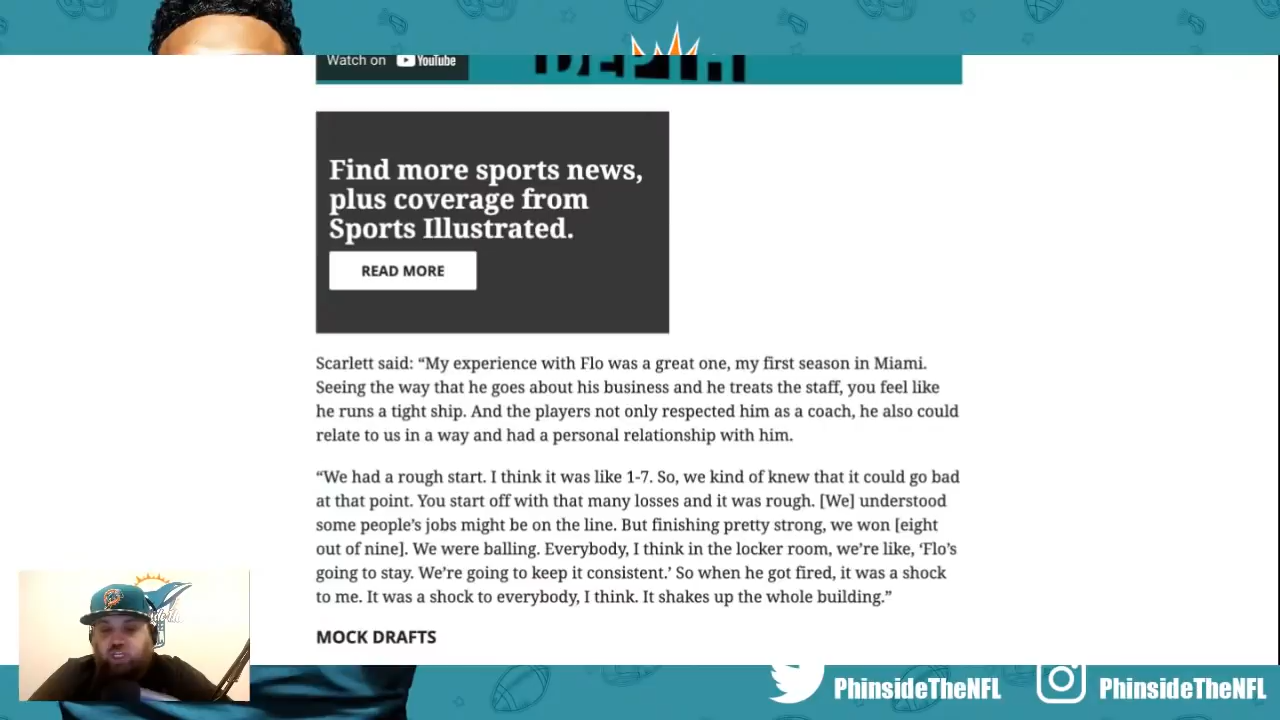 Watch on YouTube
DEPTH
Find more sports news,
plus coverage from
Sports Illustrated.
READ MORE
Scarlett said: “My experience with Flo was a great one, my first season in Miami.
Seeing the way that he goes about his business and he treats the staff, you feel like
he runs a tight ship. And the players not only respected him as a coach, he also could
relate to us in a way and had a personal relationship with him.
“We had a rough start. I think it was like 1-7. So, we kind of knew that it could go bad
at that point. You start off with that many losses and it was rough. [We] understood
some people’s jobs might be on the line. But finishing pretty strong, we won [eight
out of nine]. We were balling. Everybody, I think in the locker room, we’re like, ‘Flo’s
going to stay. We’re going to keep it consistent.’ So when he got fired, it was a shock
to me. It was a shock to everybody, I think. It shakes up the whole building.”
MOCK DRAFTS
PhinsideTheNFL
PhinsideTheNFL